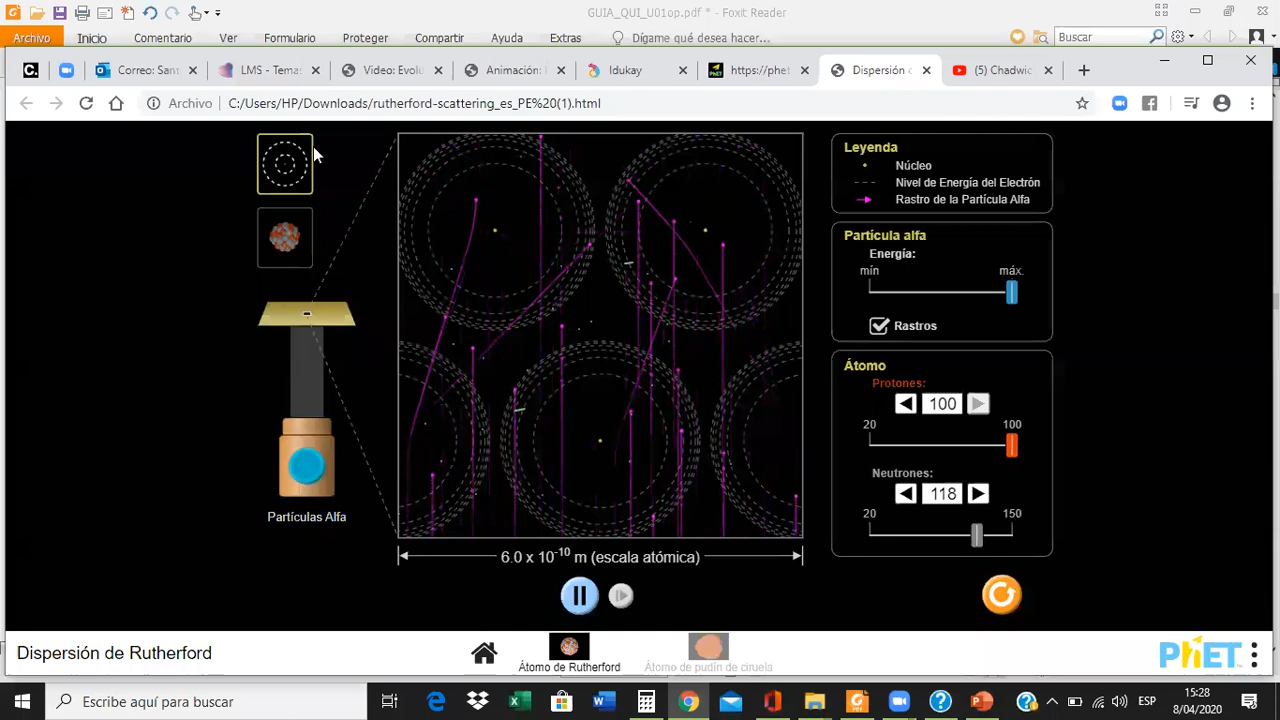 GUIA_QUI_U01op.pdf * - Foxit Reader
Archivo Inicio Comentario Ver Formulario Proteger Compartir Ayuda Extras Dígame qué desea hacer... Buscar
C. Correo: Sant LMS - Temas Video: Evolu Animación: Idukay PhET https://phet Dispersión d (5) Chadwic
Archivo C:/Users/HP/Downloads/rutherford-scattering_es_PE%20(1).html
Partículas Alfa
6.0 x 10-10 m (escala atómica)
Leyenda
Núcleo
Nivel de Energía del Electrón
Rastro de la Partícula Alfa
Partícula alfa
Energía:
mín máx.
Rastros
Átomo
Protones:
100
20 100
Neutrones:
118
20 150
Dispersión de Rutherford
Átomo de Rutherford
Átomo de pudín de ciruela
PhET
Escribe aquí para buscar
ESP
15:28
8/04/2020